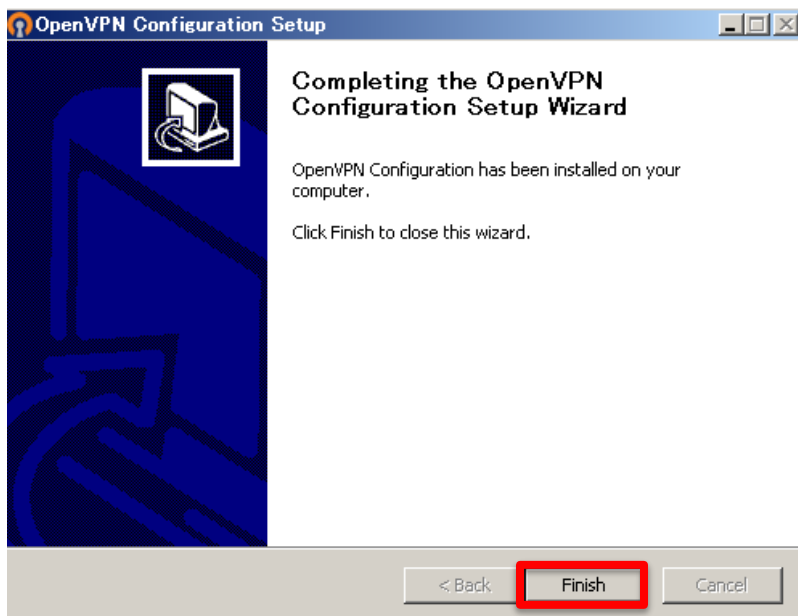 OpenVPN Configuration Setup
Completing the OpenVPN
Configuration Setup Wizard
OpenVPN Configuration has been installed on your
computer.
Click Finish to close this wizard.
< Back
Finish
Cancel